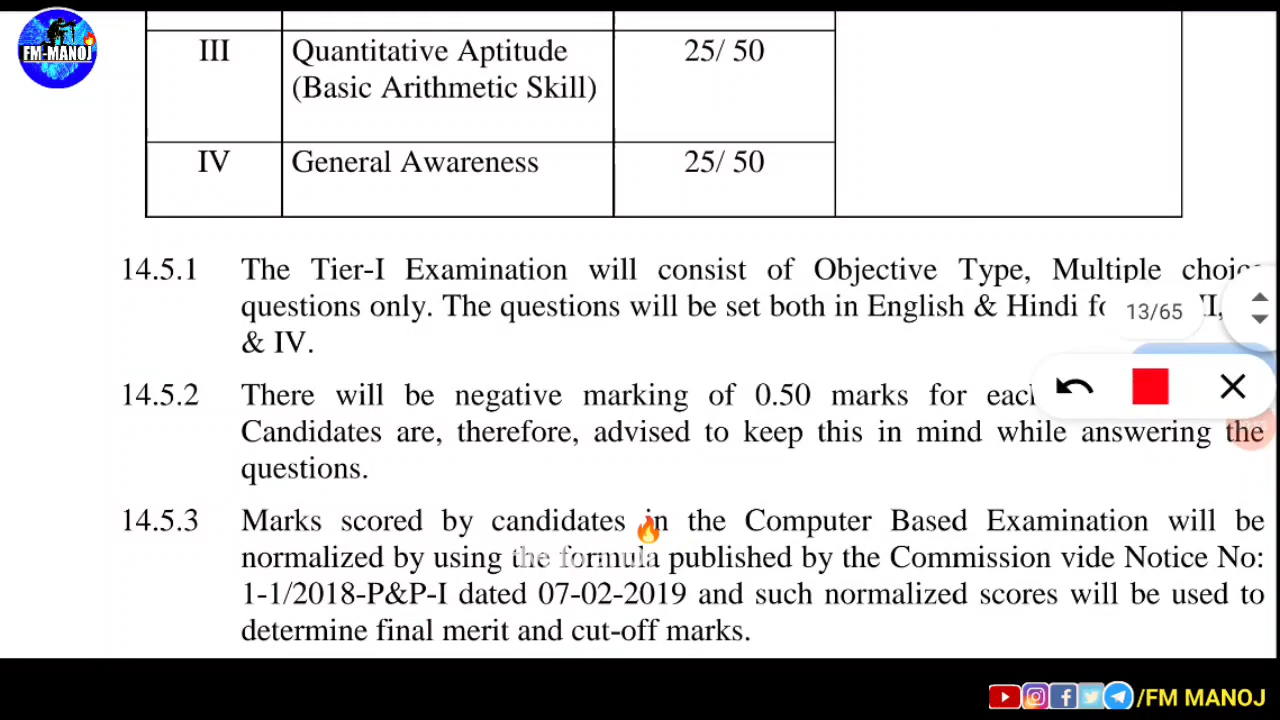 FM-MANOJ
III Quantitative Aptitude 25/ 50
(Basic Arithmetic Skill)
IV General Awareness 25/ 50
14.5.1 The Tier-I Examination will consist of Objective Type, Multiple choice
questions only. The questions will be set both in English & Hindi
13/65
& IV.
14.5.2 There will be negative marking of 0.50 marks for
Candidates are, therefore, advised to keep this in mind while answering the
questions.
14.5.3 Marks scored by candidates in the Computer Based Examination will be
normalized by using the formula published by the Commission vide Notice No:
1-1/2018-P&P-I dated 07-02-2019 and such normalized scores will be used to
determine final merit and cut-off marks.
/FM MANOJ